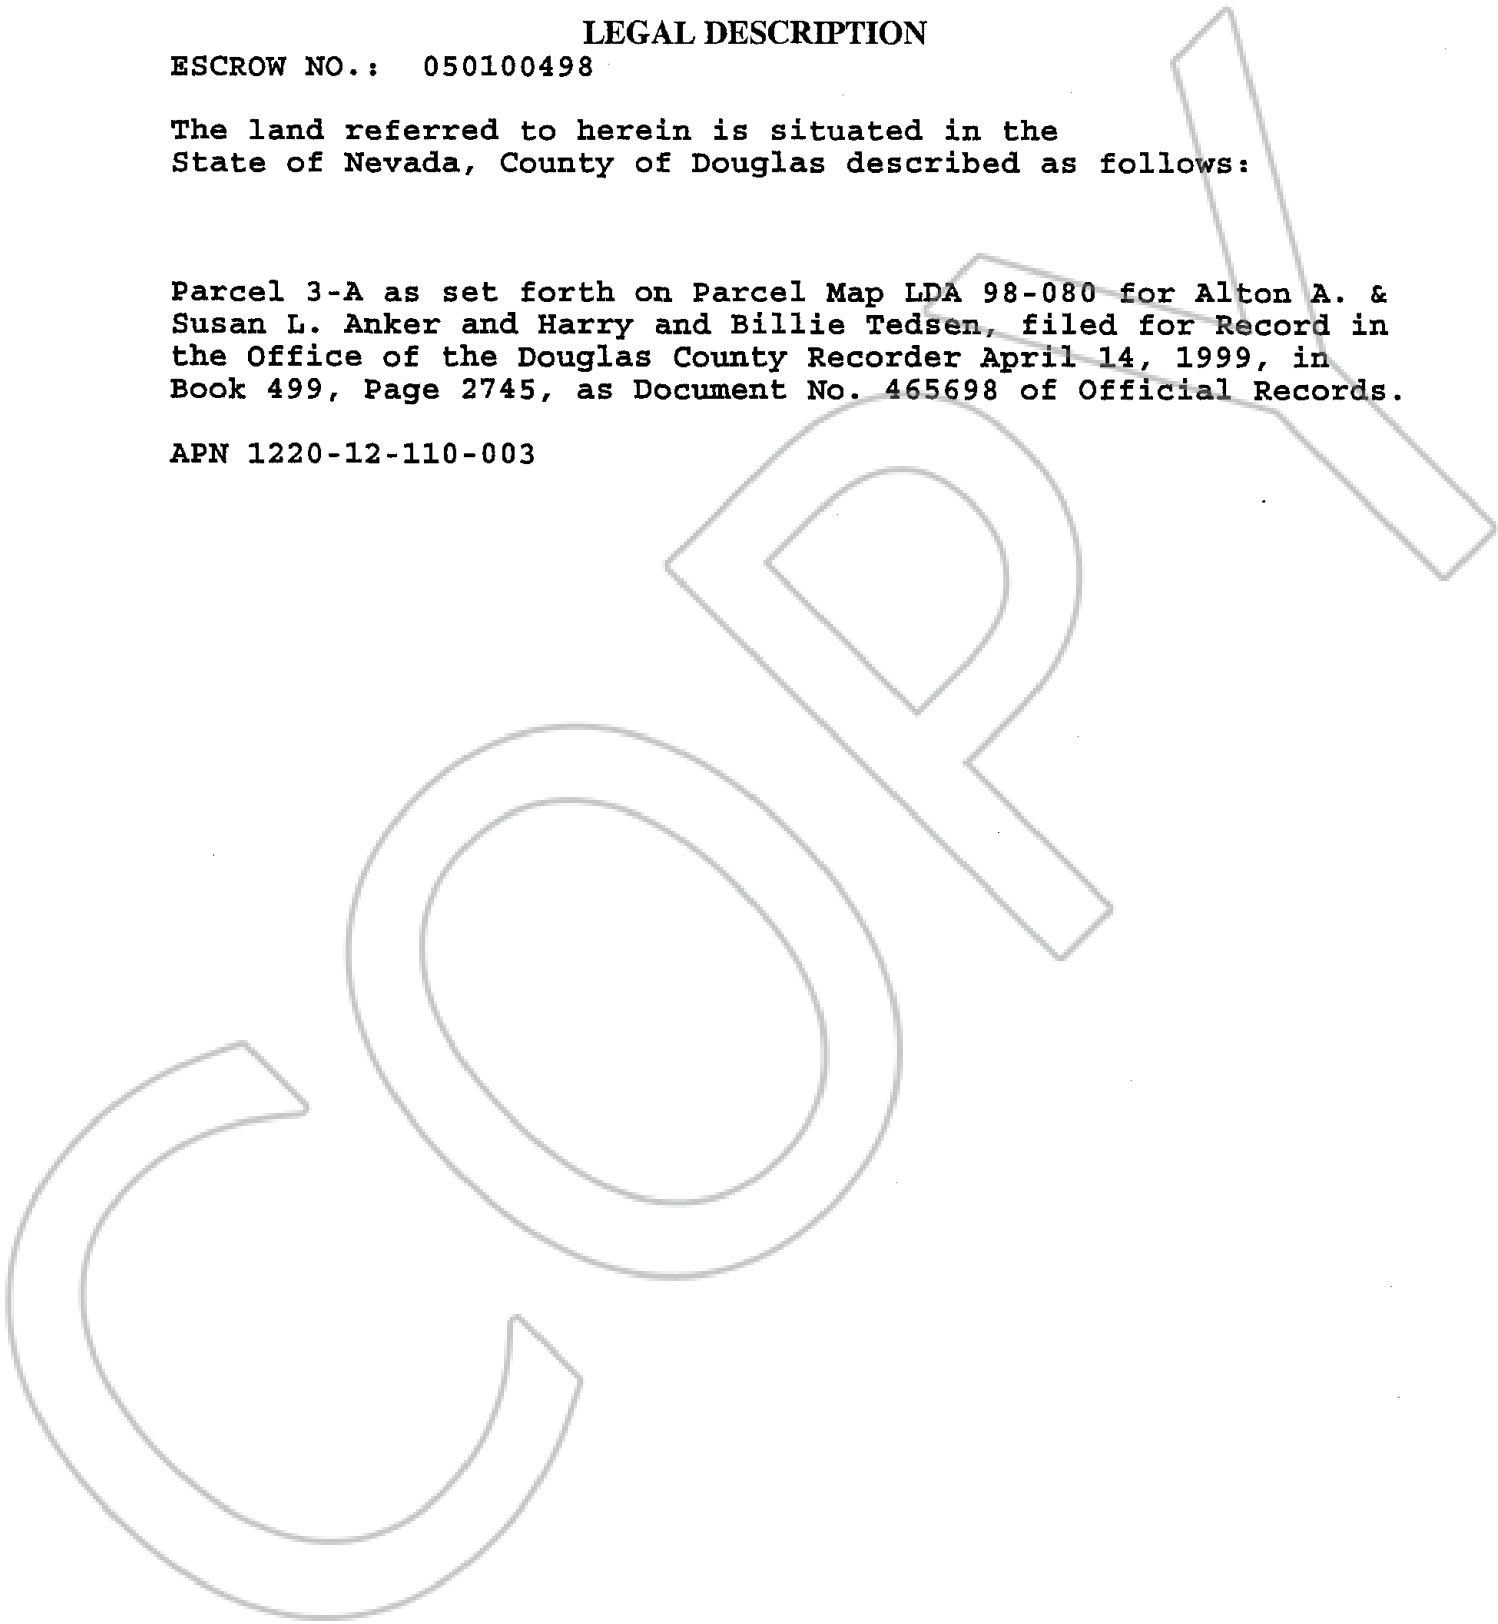 LEGAL DESCRIPTION
ESCROW NO.: 050100498
The land referred to herein is situated in the
State of Nevada, County of Douglas described as follows:
Parcel 3-A as set forth on Parcel Map LDA 98-080 for Alton A. &
Susan L. Anker and Harry and Billie Tedsen, filed for Record in
the Office of the Douglas County Recorder April 14, 1999, in
Book 499, Page 2745, as Document No. 465698 of Official Records.
APN 1220-12-110-003
COPY